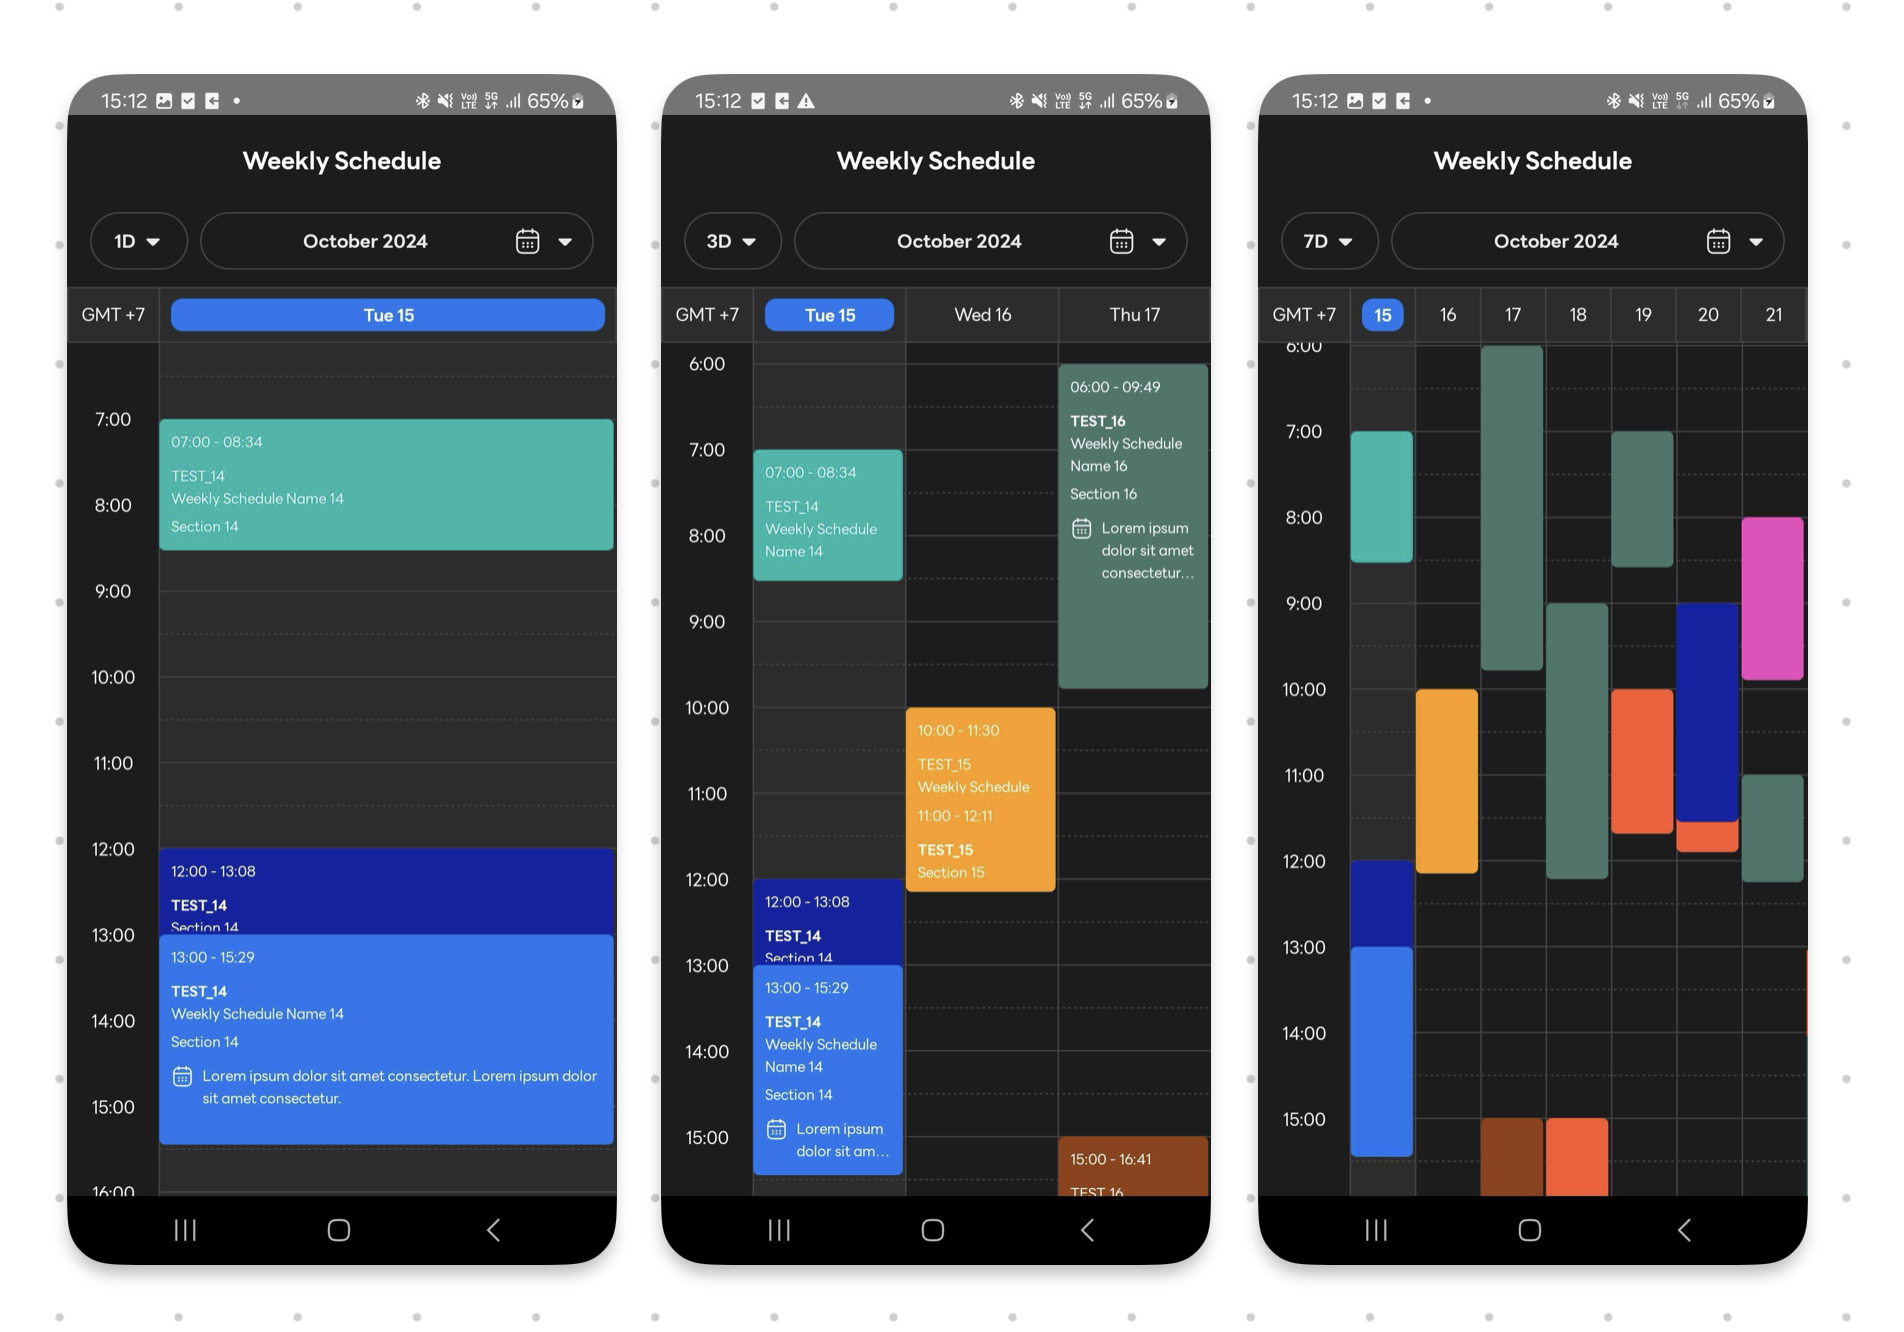 15:12
Vo)) LTE 5G 65%
Weekly Schedule
1D
October 2024
GMT +7
Tue 15
7:00
8:00
9:00
10:00
11:00
12:00
13:00
14:00
15:00
16:00
07:00 - 08:34
TEST_14
Weekly Schedule Name 14
Section 14
12:00 - 13:08
TEST_14
Section 14
13:00 - 15:29
TEST_14
Weekly Schedule Name 14
Section 14
Lorem ipsum dolor sit amet consectetur. Lorem ipsum dolor
sit amet consectetur.
15:12
Vo)) LTE 5G 65%
Weekly Schedule
3D
October 2024
GMT +7
Tue 15
Wed 16
Thu 17
6:00
7:00
8:00
9:00
10:00
11:00
12:00
13:00
14:00
15:00
07:00 - 08:34
TEST_14
Weekly Schedule
Name 14
12:00 - 13:08
TEST_14
Section 14
13:00 - 15:29
TEST_14
Weekly Schedule
Name 14
Section 14
Lorem ipsum
dolor sit am...
10:00 - 11:30
TEST_15
Weekly Schedule
11:00 - 12:11
TEST_15
Section 15
06:00 - 09:49
TEST_16
Weekly Schedule
Name 16
Section 16
Lorem ipsum
dolor sit amet
consectetur...
15:00 - 16:41
TEST_16
15:12
Vo)) LTE 5G 65%
Weekly Schedule
7D
October 2024
GMT +7
15
16
17
18
19
20
21
6:00
7:00
8:00
9:00
10:00
11:00
12:00
13:00
14:00
15:00